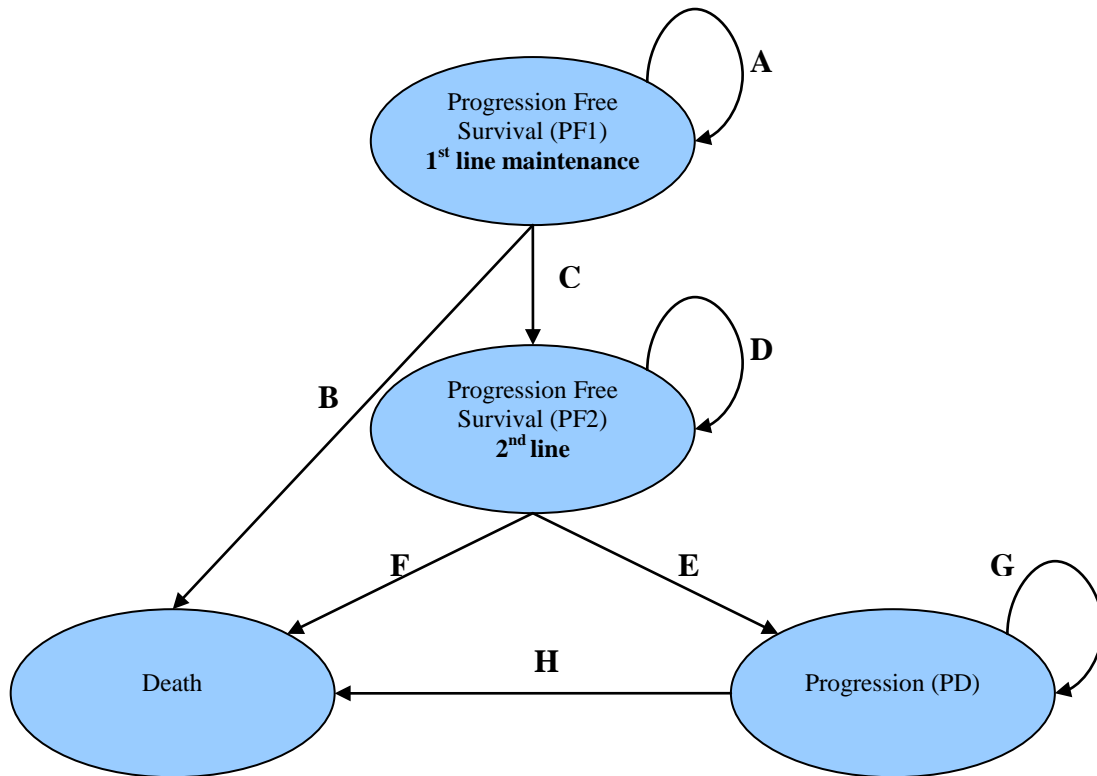 A
Progression Free
Survival (PF1)
1st line maintenance
C
D
Progression Free
Survival (PF2)
2nd line
B
F
E
G
H
Death
Progression (PD)